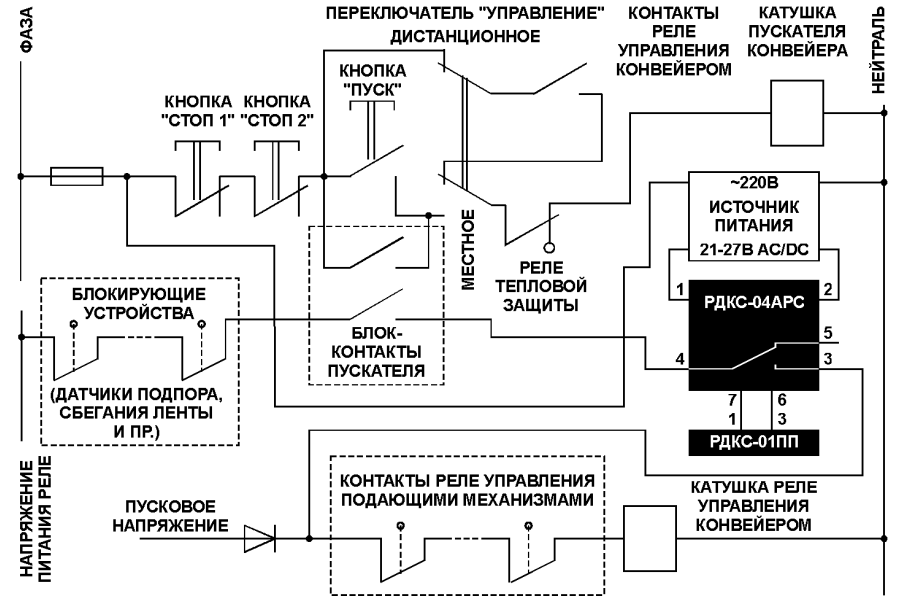 ФАЗА
ПЕРЕКЛЮЧАТЕЛЬ "УПРАВЛЕНИЕ"
ДИСТАНЦИОННОЕ
КОНТАКТЫ
РЕЛЕ
УПРАВЛЕНИЯ
КОНВЕЙЕРОМ
КАТУШКА
ПУСКАТЕЛЯ
КОНВЕЙЕРА
НЕЙТРАЛЬ
КНОПКА
"СТОП 1"
КНОПКА
"СТОП 2"
КНОПКА
"ПУСК"
МЕСТНОЕ
~220В
ИСТОЧНИК
ПИТАНИЯ
21-27В AC/DC
РЕЛЕ
ТЕПЛОВОЙ
ЗАЩИТЫ
1
2
РДКС-04АРС
5
4
3
7
6
1
3
РДКС-01ПП
БЛОКИРУЮЩИЕ
УСТРОЙСТВА
(ДАТЧИКИ ПОДПОРА,
СБЕГАНИЯ ЛЕНТЫ
И ПР.)
БЛОК-
КОНТАКТЫ
ПУСКАТЕЛЯ
НАПРЯЖЕНИЕ
ПИТАНИЯ РЕЛЕ
ПУСКОВОЕ
НАПРЯЖЕНИЕ
КОНТАКТЫ РЕЛЕ УПРАВЛЕНИЯ
ПОДАЮЩИМИ МЕХАНИЗМАМИ
КАТУШКА РЕЛЕ
УПРАВЛЕНИЯ
КОНВЕЙЕРОМ